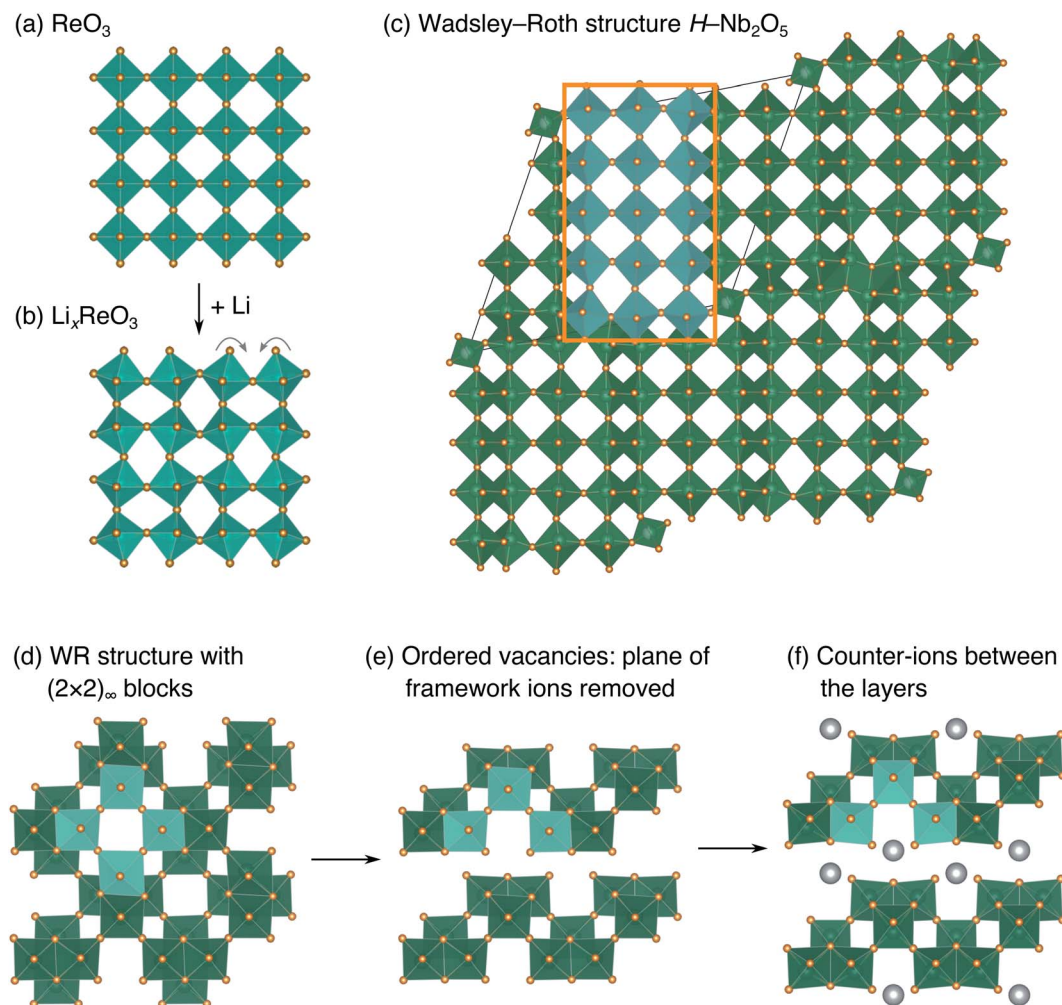 (a) ReO₃
(c) Wadsley–Roth structure H–Nb₂O₅
+ Li
(b) LiₓReO₃
(d) WR structure with
(2×2)∞ blocks
(e) Ordered vacancies: plane of
framework ions removed
(f) Counter-ions between
the layers